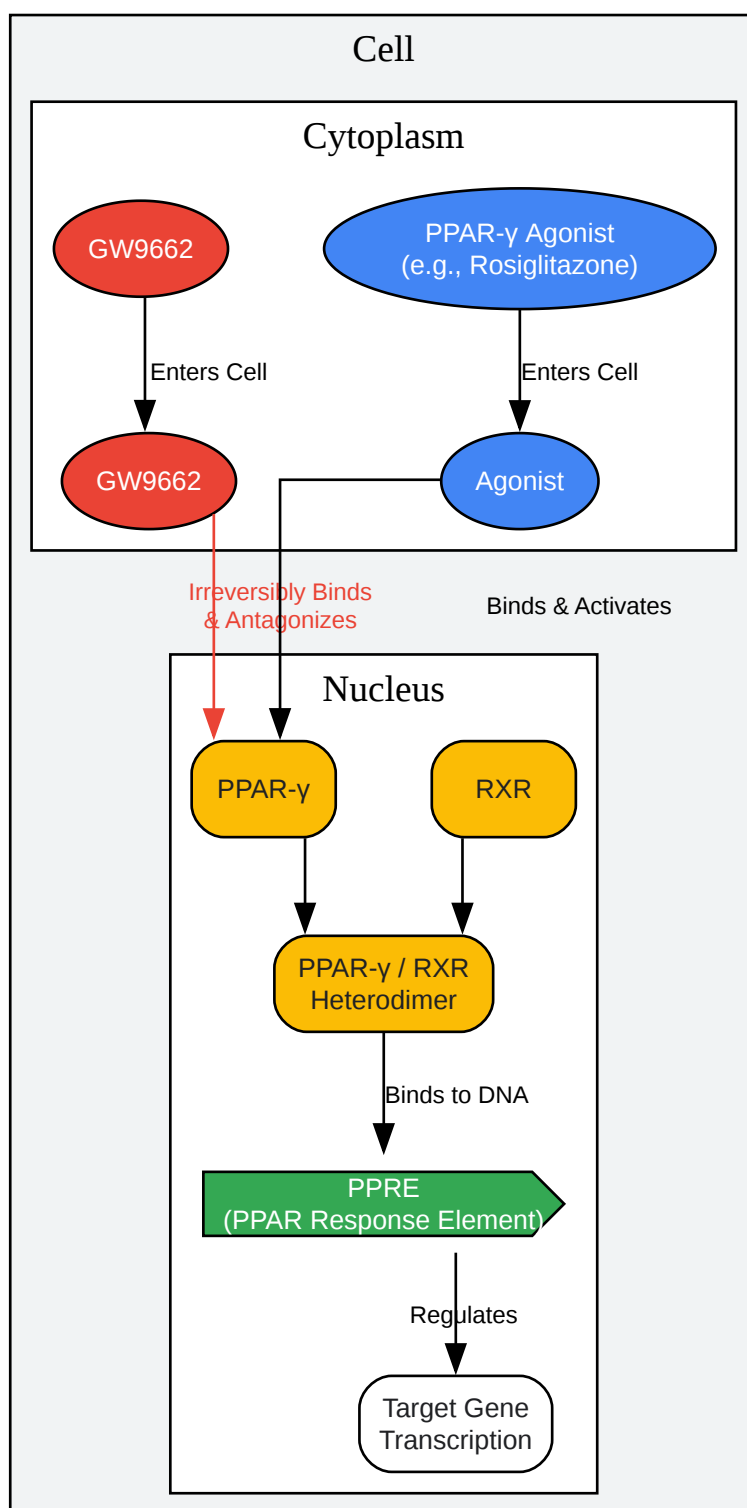 Cell
Cytoplasm
GW9662
PPAR-γ Agonist
(e.g., Rosiglitazone)
Enters Cell
Enters Cell
GW9662
Agonist
Irreversibly Binds
& Antagonizes
Binds & Activates
Nucleus
PPAR-γ
RXR
PPAR-γ / RXR
Heterodimer
Binds to DNA
PPRE
(PPAR Response Element)
Regulates
Target Gene
Transcription